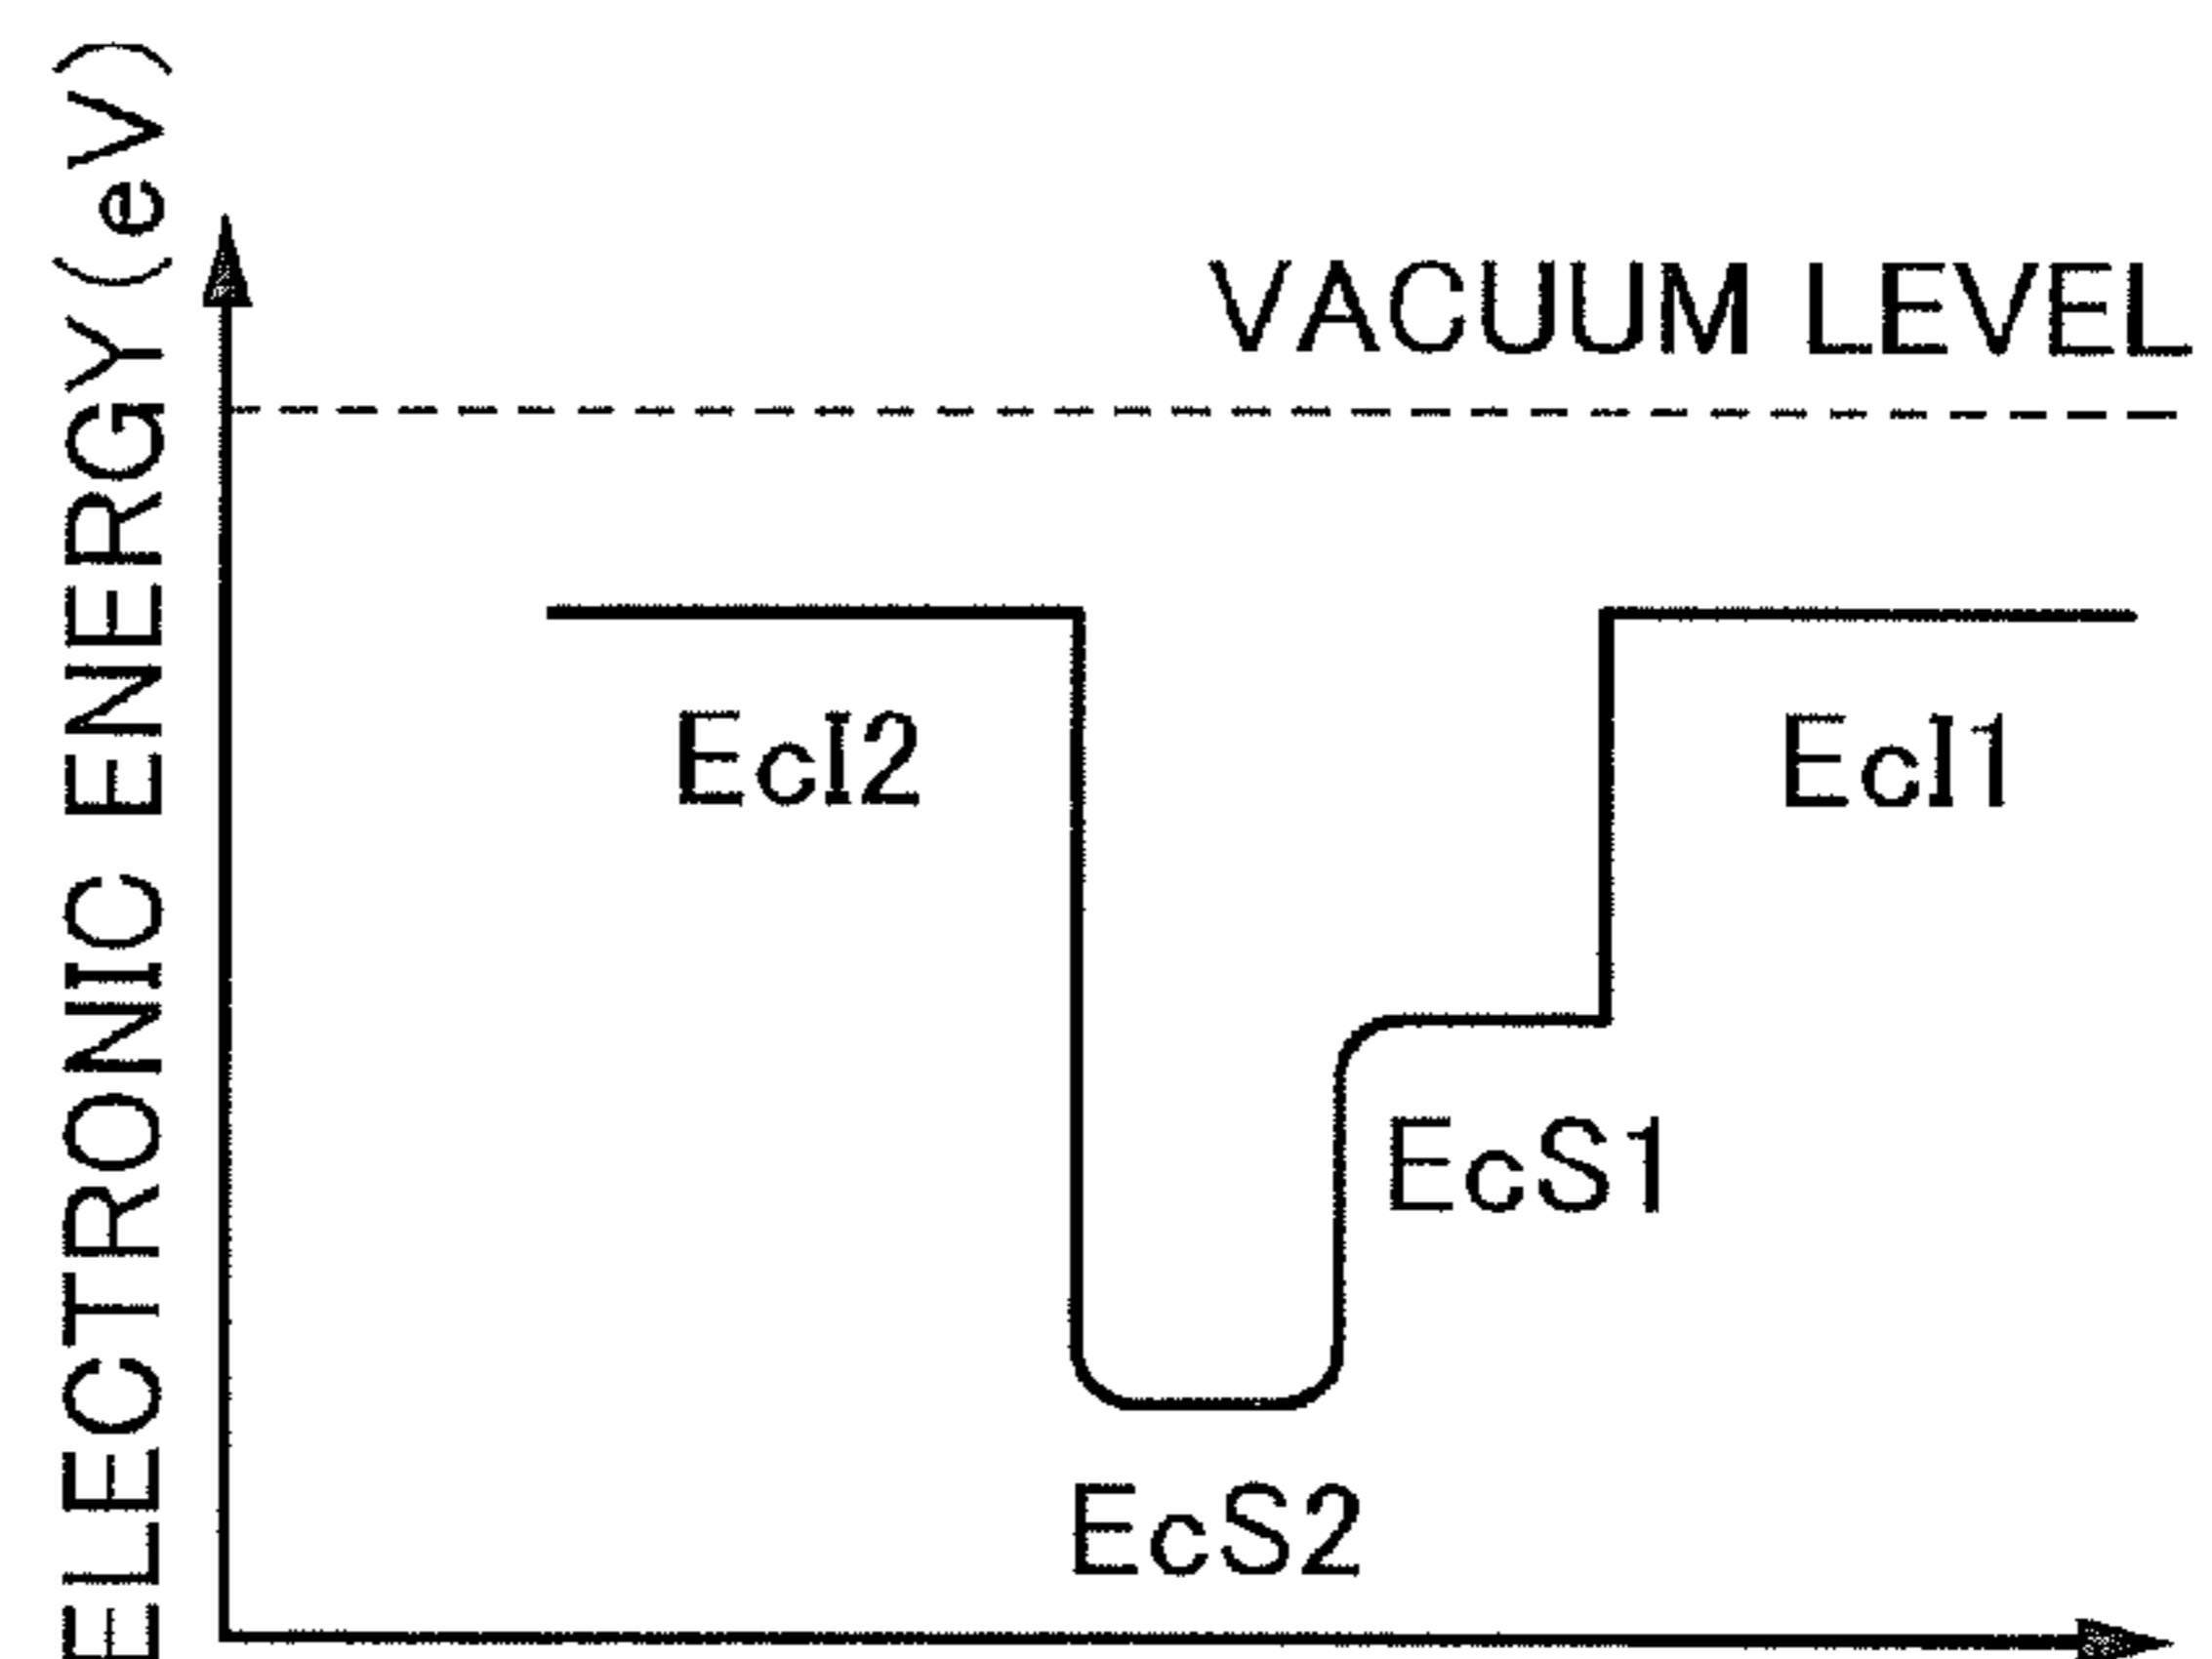 ELECTRONIC ENERGY(eV)
VACUUM LEVEL
EcI2
EcI1
EcS1
EcS2